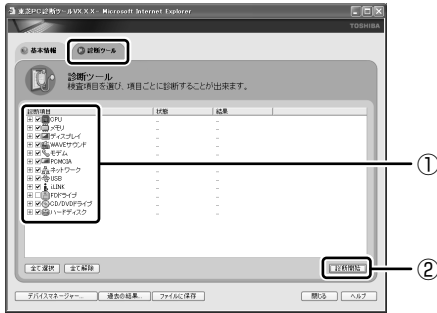 東芝PC診断ツールVX.X.X - Microsoft Internet Explorer
TOSHIBA
基本情報
診断ツール
診断ツール
検査項目を選び、項目ごとに診断することが出来ます。
診断項目 状態 結果
CPU - -
メモリ - -
ディスプレイ - -
WAVEサウンド - -
モデム - -
PCMCIA - -
ネットワーク - -
USB - -
i.LINK - -
FDドライブ - -
CD/DVDドライブ - -
ハードディスク - -
①
全て選択 全て解除 診断開始
②
デバイスマネージャー... 過去の結果... ファイルに保存 閉じる ヘルプ